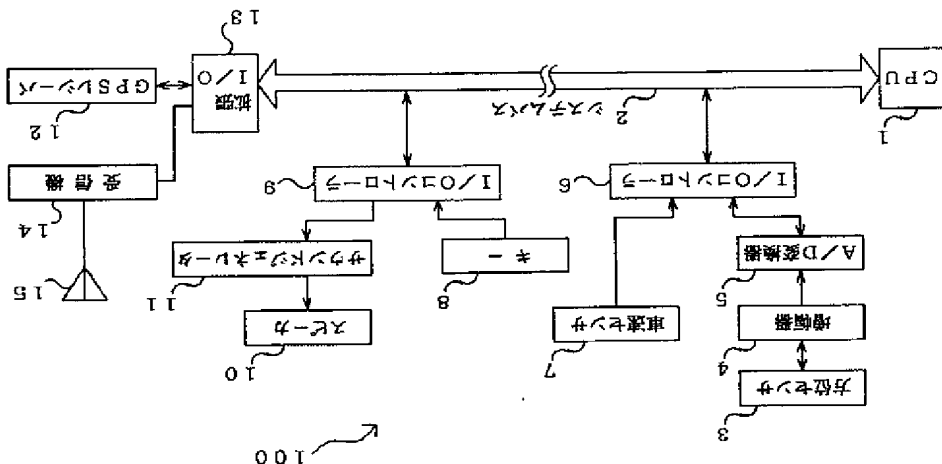 100
3
方位センサ
4
増幅器
7
車速センサ
10
スピーカ
5
A/D変換器
8
キー
11
サウンドジェネレータ
15
6
I/Oコントローラ
9
I/Oコントローラ
14
受信機
1
CPU
2
システムバス
13
拡張
I/O
12
GPSレシーバ